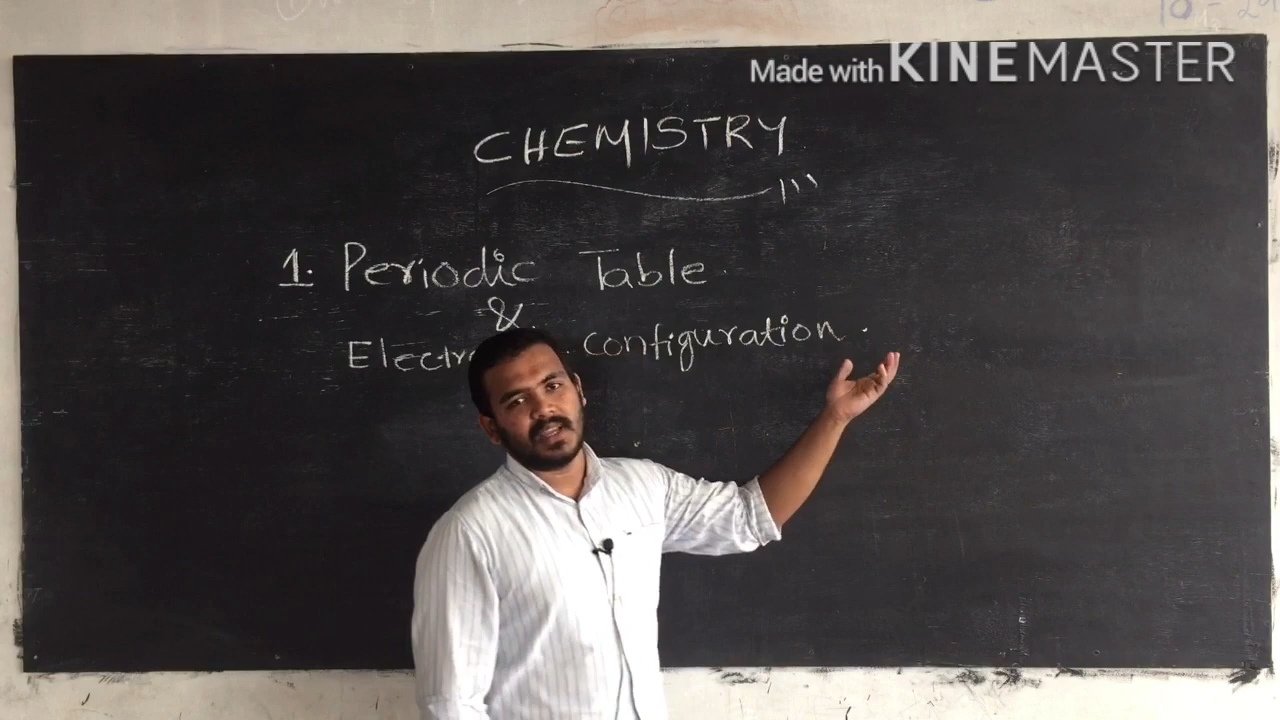 Made with KINEMASTER
CHEMISTRY
1. Periodic Table.
&
configuration.